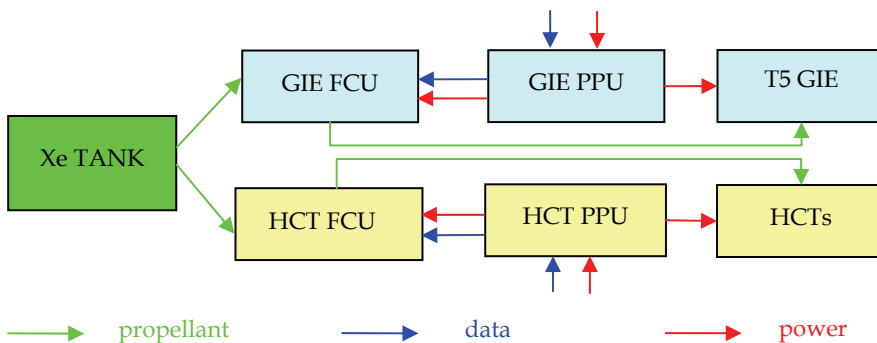 GIE FCU
GIE PPU
T5 GIE
Xe TANK
HCT FCU
HCT PPU
HCTs
propellant
data
power